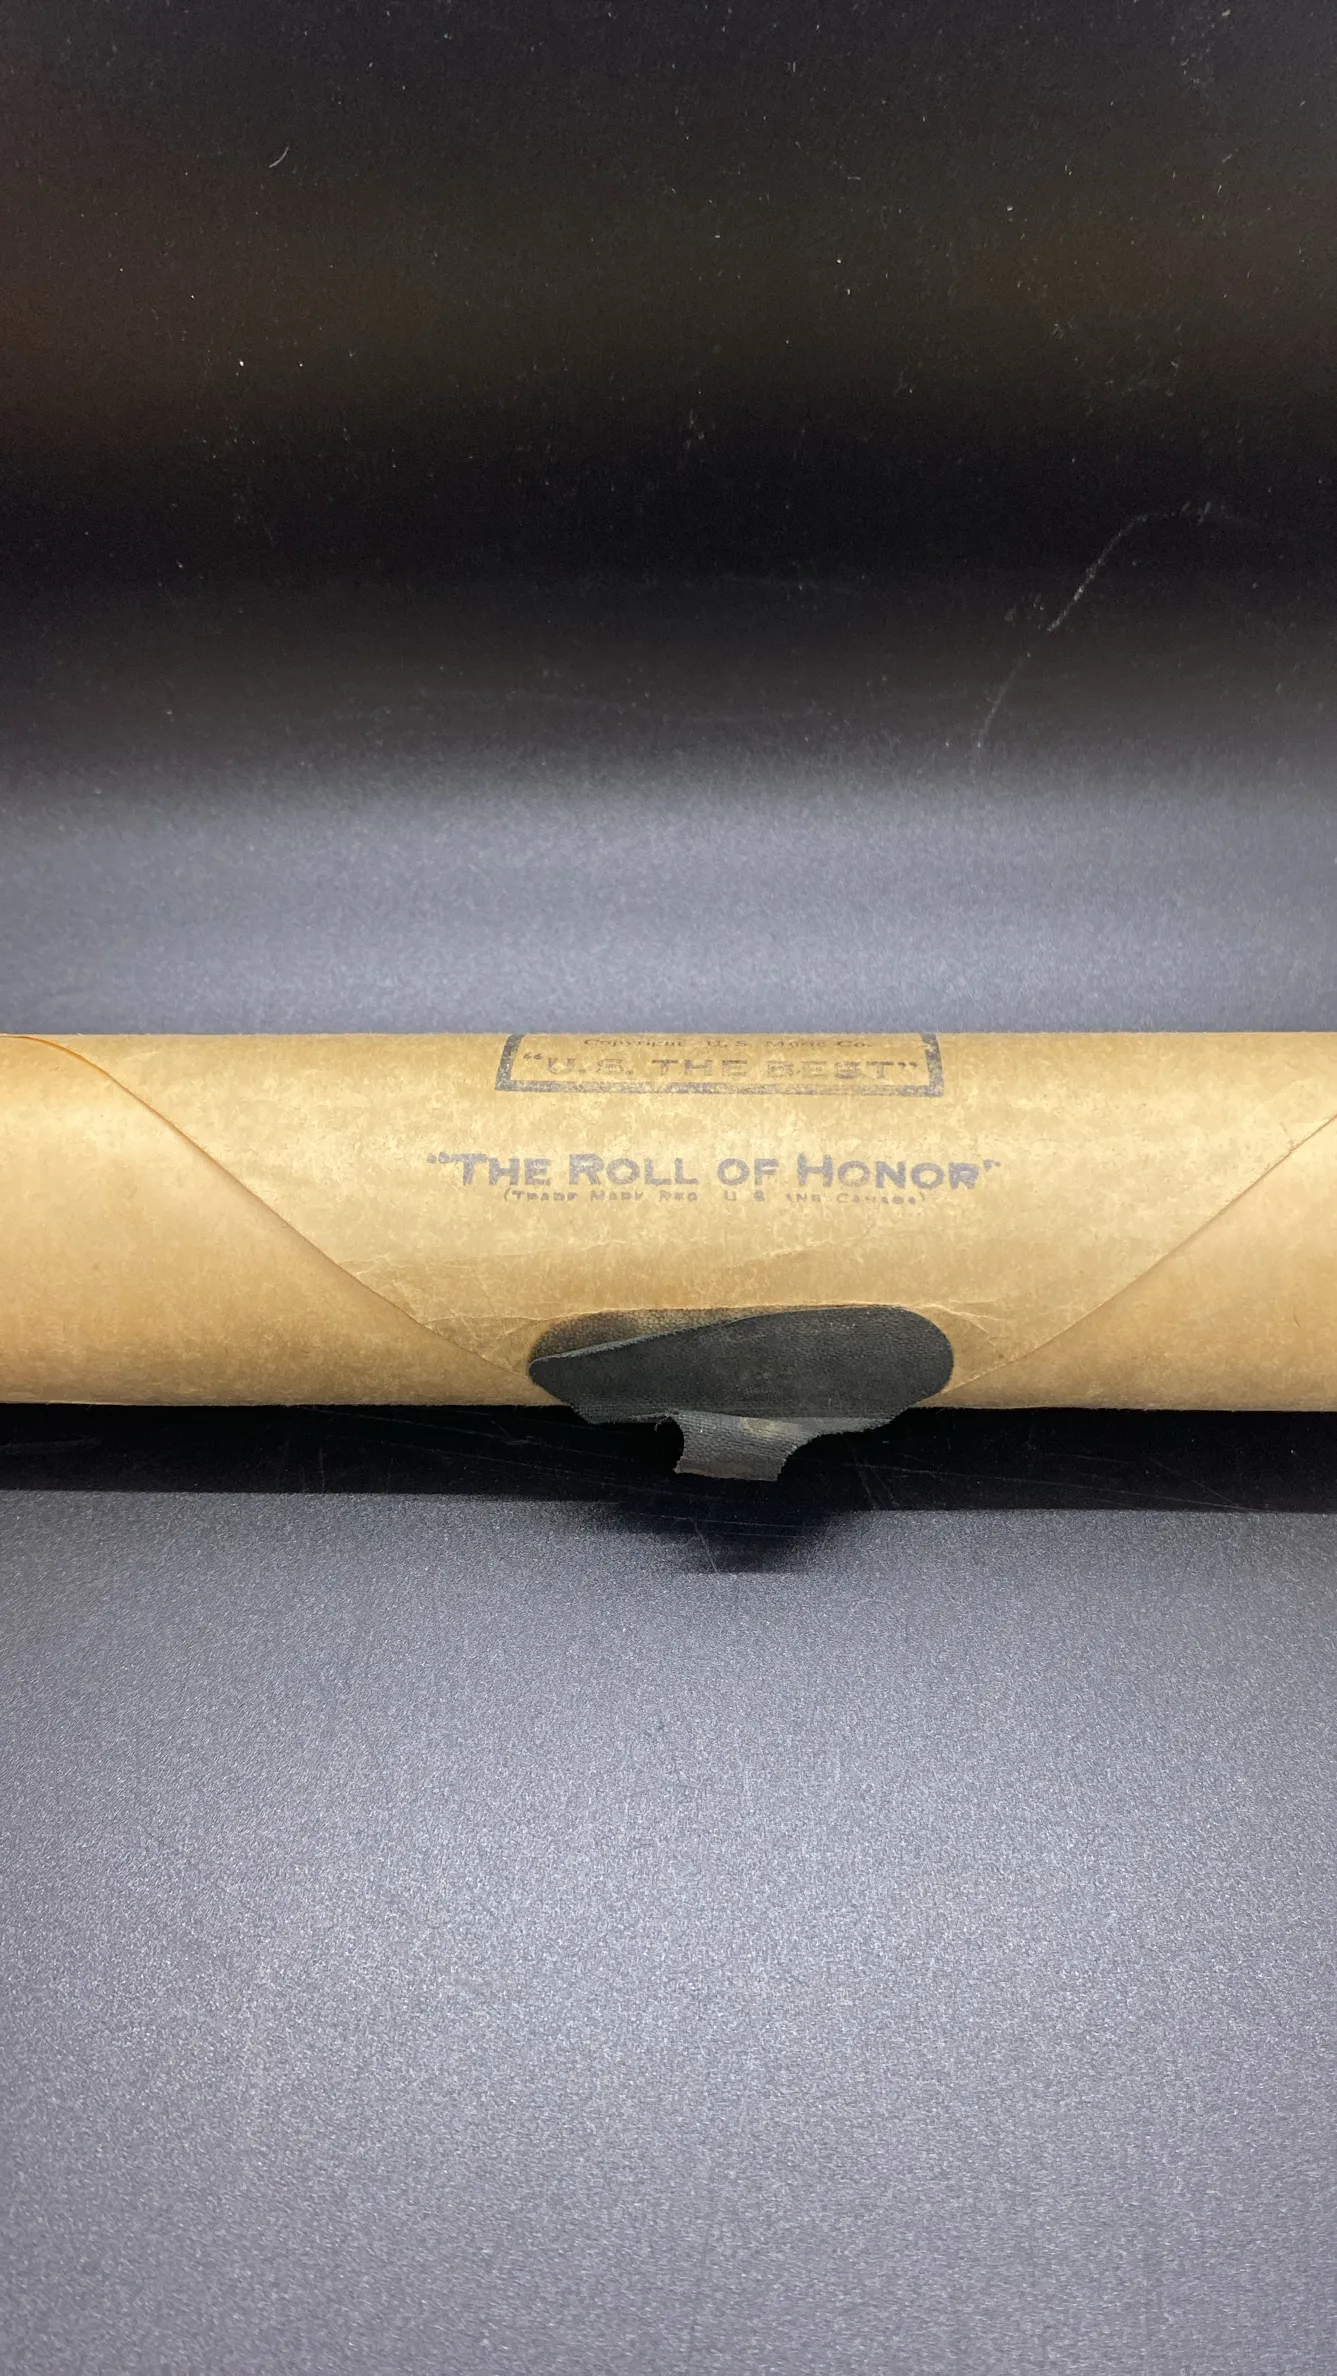 Copyright U. S. Music Co.
“U.S. THE BEST”
“THE ROLL OF HONOR”
(TRADE MARK REG. U S AND CANADA)